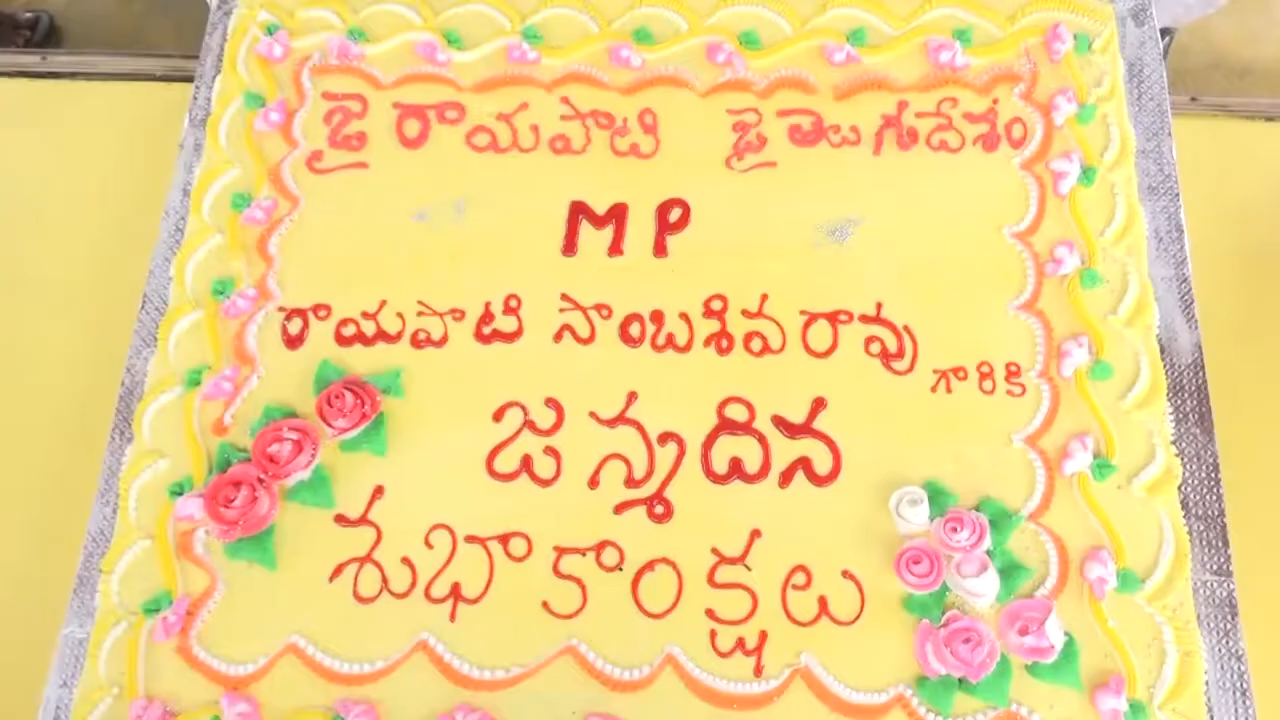 జై రాయపాటి జై తెలుగుదేశం
MP
రాయపాటి సాంబశివరావు గారికి
జన్మదిన
శుభాకాంక్షలు